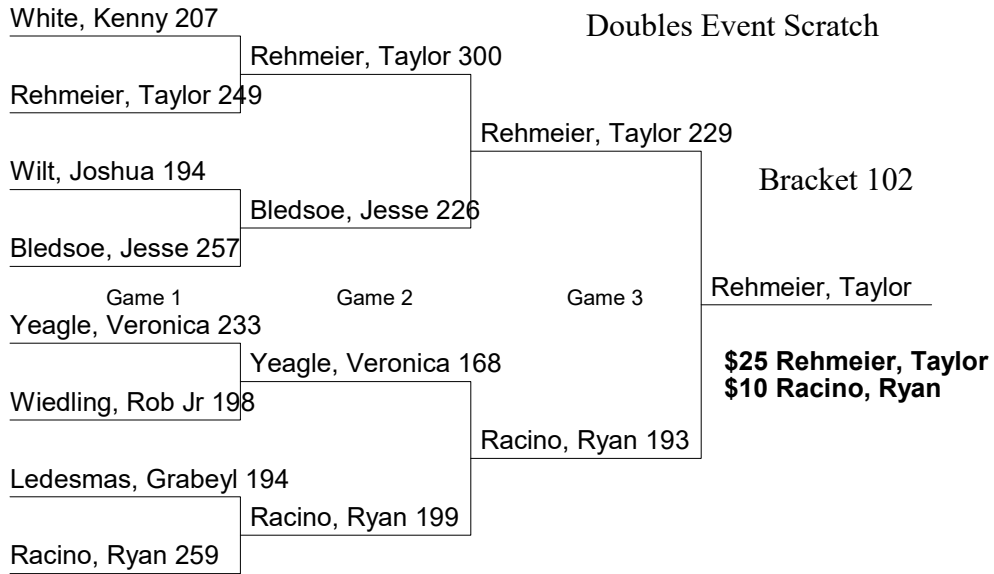 White, Kenny 207
Doubles Event Scratch
Rehmeier, Taylor 300
Rehmeier, Taylor 249
Rehmeier, Taylor 229
Wilt, Joshua 194
Bracket 102
Bledsoe, Jesse 226
Bledsoe, Jesse 257
Game 1
Game 2
Game 3
Rehmeier, Taylor
Yeagle, Veronica 233
Yeagle, Veronica 168
$25 Rehmeier, Taylor
$10 Racino, Ryan
Wiedling, Rob Jr 198
Racino, Ryan 193
Ledesmas, Grabeyl 194
Racino, Ryan 199
Racino, Ryan 259